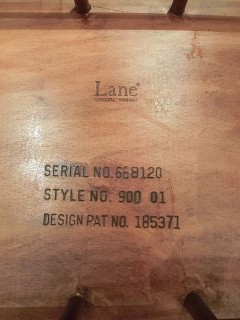 Lane®
SERIAL NO. 668120
STYLE NO. 900 01
DESIGN PAT NO. 185371